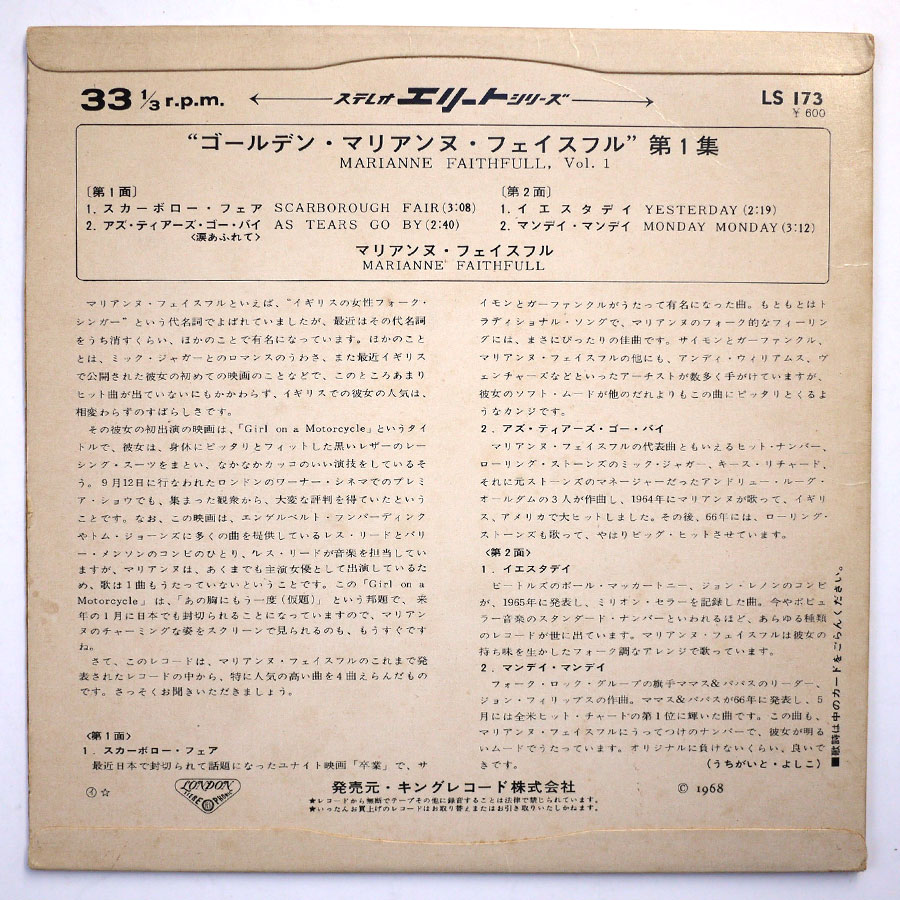 33 1/3 r.p.m.
ステレオ エリートシリーズ
LS 173
¥ 600
“ゴールデン・マリアンヌ・フェイスフル” 第1集
MARIANNE FAITHFULL, Vol. 1
〔第1面〕
1. スカーボロー・フェア SCARBOROUGH FAIR(3:08)
2. アズ・ティアーズ・ゴー・バイ AS TEARS GO BY(2:40)
<涙あふれて>
〔第2面〕
1. イエスタデイ YESTERDAY(2:19)
2. マンデイ・マンデイ MONDAY MONDAY(3:12)
マリアンヌ・フェイスフル
MARIANNE FAITHFULL
マリアンヌ・フェイスフルといえば、“イギリスの女性フォーク・
シンガー” という代名詞でよばれていましたが、最近はその代名詞
をうち消すくらい、ほかのことで有名になっています。ほかのこ
ととは、ミック・ジャガーとのロマンスのうわさ、また最近イギリス
で公開された彼女の初めての映画のことなどで、このところあまり
ヒット曲が出ていないにもかかわらず、イギリスでの彼女の人気は、
相変わらずのすばらしさです。
その彼女の初出演の映画は、「Girl on a Motorcycle」というタイ
トルで、彼女は、身体にピッタリとフィットした黒いレザーのレー
シング・スーツをまとい、なかなかカッコのいい演技をしているそ
う。9月12日に行なわれたロンドンのワーナー・シネマでのプレミ
ア・ショウでも、集まった観衆から、大変な評判を得ていたという
ことです。なお、この映画は、エンゲルベルト・フンパーディンク
やトム・ジョーンズに多くの曲を提供しているレス・リードとバリ
ー・メンソンのコンビのひとり、レス・リードが音楽を担当してい
ますが、マリアンヌは、あくまでも主演女優として出演しているた
め、歌は1曲もうたっていないということです。この「Girl on a
Motorcycle」は、「あの胸にもう一度(仮題)」 という邦題で、来
年の1月に日本でも封切られることになっていますので、マリアン
ヌのチャーミングな姿をスクリーンで見られるのも、もうすぐです
ね。
さて、このレコードは、マリアンヌ・フェイスフルのこれまで発
表されたレコードの中から、特に人気の高い曲を4曲えらんだもの
です。さっそくお聞きいただきましょう。
<第1面>
1. スカーボロー・フェア
最近日本で封切られて話題になったユナイト映画「卒業」で、サ
イモンとガーファンクルがうたって有名になった曲。もともとはト
ラディショナル・ソングで、マリアンヌのフォーク的なフィーリン
グには、まさにぴったりの佳曲です。サイモンとガーファンクル、
マリアンヌ・フェイスフルの他にも、アンディ・ウィリアムス、ヴ
ェンチャーズなどといったアーチストが数多く手がけていますが、
彼女のソフト・ムードが他のだれよりもこの曲にピッタリとくるよ
うなカンジです。
2. アズ・ティアーズ・ゴー・バイ
マリアンヌ・フェイスフルの代表曲ともいえるヒット・ナンバー、
ローリング・ストーンズのミック・ジャガー、キース・リチャード、
それに元ストーンズのマネージャーだったアンドリュー・ルーグ・
オールダムの3人が作曲し、1964年にマリアンヌが歌って、イギリ
ス、アメリカで大ヒットしました。その後、66年には、ローリング・
ストーンズも歌って、やはりビッグ・ヒットさせています。
<第2面>
1. イエスタデイ
ビートルズのポール・マッカートニー、ジョン・レノンのコンビ
が、1965年に発表し、ミリオン・セラーを記録した曲。今やポピュ
ラー音楽のスタンダード・ナンバーといわれるほど、あらゆる種類
のレコードが世に出ています。マリアンヌ・フェイスフルは彼女の
持ち味を生かしたフォーク調なアレンジで歌っています。
2. マンデイ・マンデイ
フォーク・ロック・グループの旗手ママス&パパスのリーダー、
ジョン・フィリップスの作曲。ママス&パパスが66年に発表し、5
月には全米ヒット・チャートの第1位に輝いた曲です。この曲も、
マリアンヌ・フェイスフルにうってつけのナンバーで、彼女が明る
いムードでうたっています。オリジナルに負けないくらい、良いで
きです。
(うちがいと・よしこ)
■歌詩は中のカードをごらんください。
LONDON
イ ☆
発売元・キングレコード株式会社
★レコードから無断でテープその他に録音することは法律で禁じられています。
★いったんお買上げのレコードはお取り替えまたはお引き取りいたしかねます。
© 1968